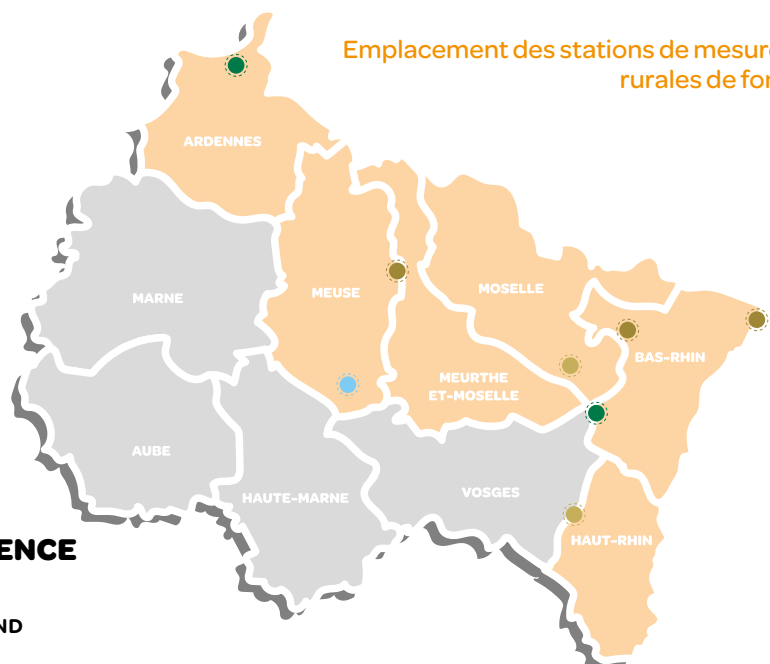 Emplacement des stations de mesure
rurales de fon
ARDENNES
MARNE
MEUSE
MOSELLE
BAS-RHIN
MEURTHE
ET-MOSELLE
AUBE
HAUTE-MARNE
VOSGES
HAUT-RHIN
ENCE
ND